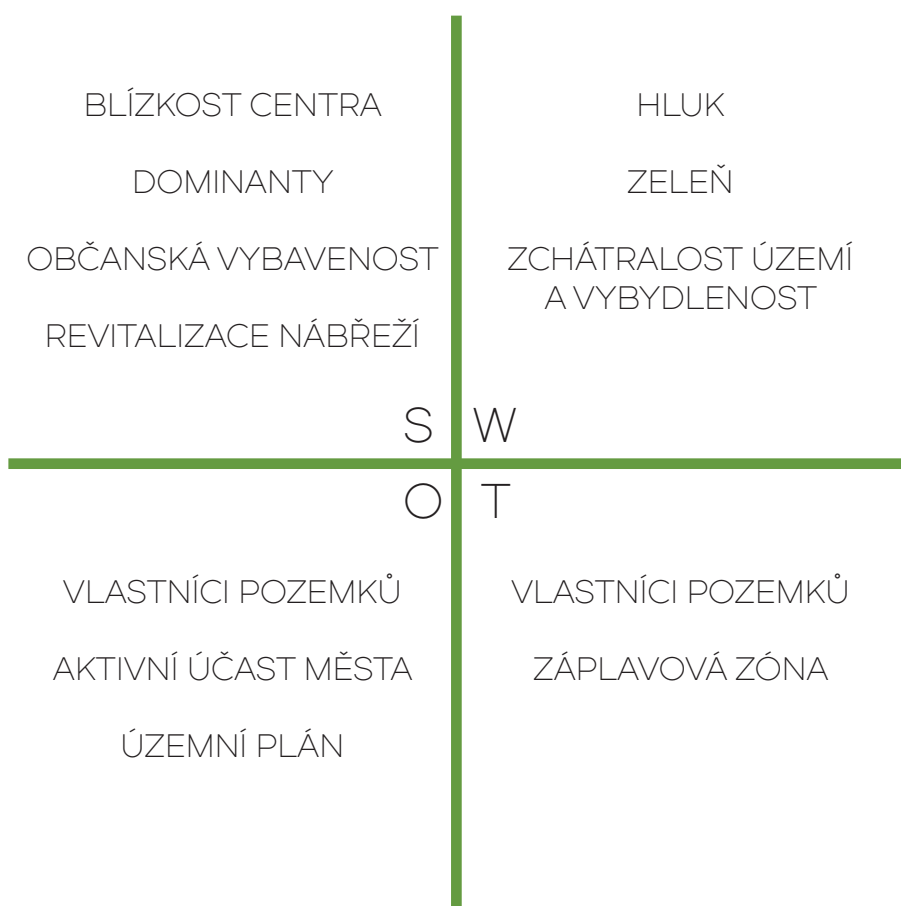 BLÍZKOST CENTRA
DOMINANTY
OBČANSKÁ VYBAVENOST
REVITALIZACE NÁBŘEŽÍ
S
HLUK
ZELEŇ
ZCHÁTRALOST ÚZEMÍ
A VYBYDLENOST
W
O
VLASTNÍCI POZEMKŮ
AKTIVNÍ ÚČAST MĚSTA
ÚZEMNÍ PLÁN
T
VLASTNÍCI POZEMKŮ
ZÁPLAVOVÁ ZÓNA